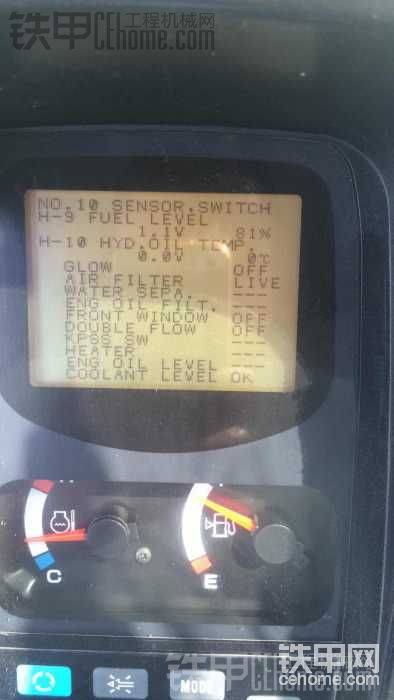 铁甲 工程机械网
Cehome.com
NO.10 SENSOR.SWITCH
H-9 FUEL LEVEL
1.1V 81%
H-10 HYD.OIL TEMP.
0.0V 0℃
GLOW OFF
AIR FILTER LIVE
WATER SEPA. ---
ENG OIL FILT. ---
FRONT WINDOW OFF
DOUBLE FLOW OFF
KPSS SW ---
HEATER ---
ENG OIL LEVEL ---
COOLANT LEVEL OK
H
C
E
MODE
铁甲网
cehome.com